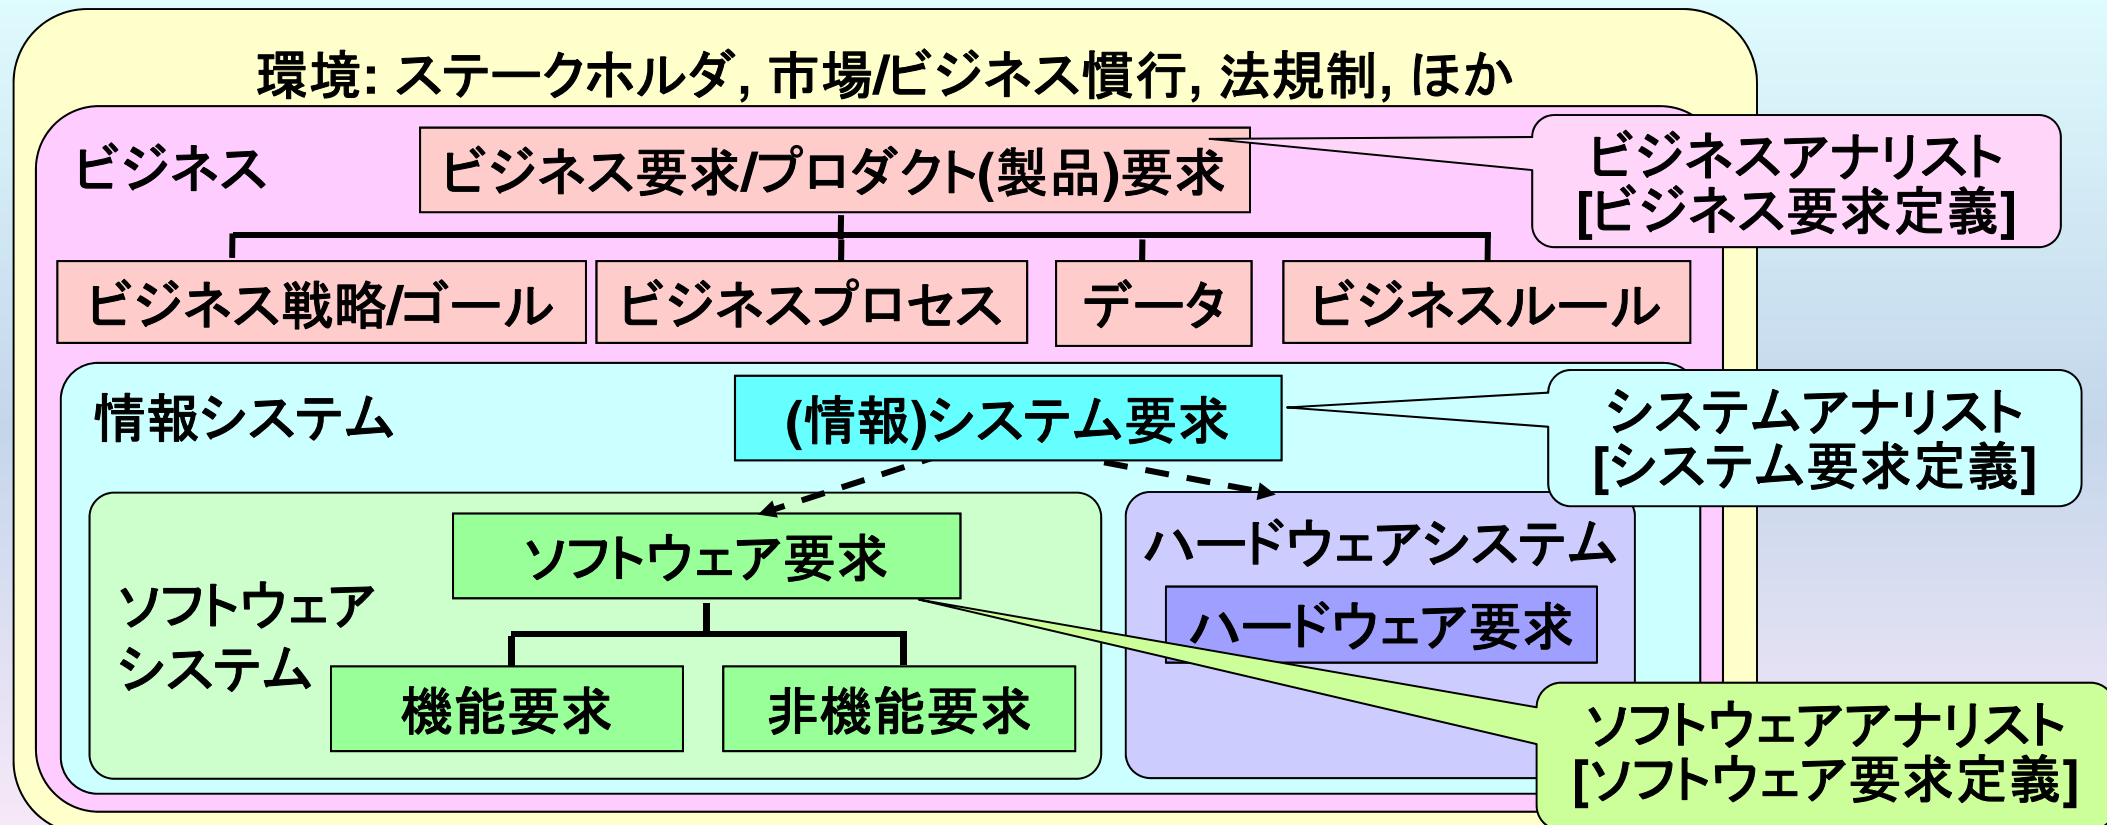 環境: ステークホルダ, 市場/ビジネス慣行, 法規制, ほか
ビジネス
ビジネス要求/プロダクト(製品)要求
ビジネスアナリスト
[ビジネス要求定義]
ビジネス戦略/ゴール
ビジネスプロセス
データ
ビジネスルール
情報システム
(情報)システム要求
システムアナリスト
[システム要求定義]
ソフトウェア
システム
ソフトウェア要求
機能要求
非機能要求
ハードウェアシステム
ハードウェア要求
ソフトウェアアナリスト
[ソフトウェア要求定義]